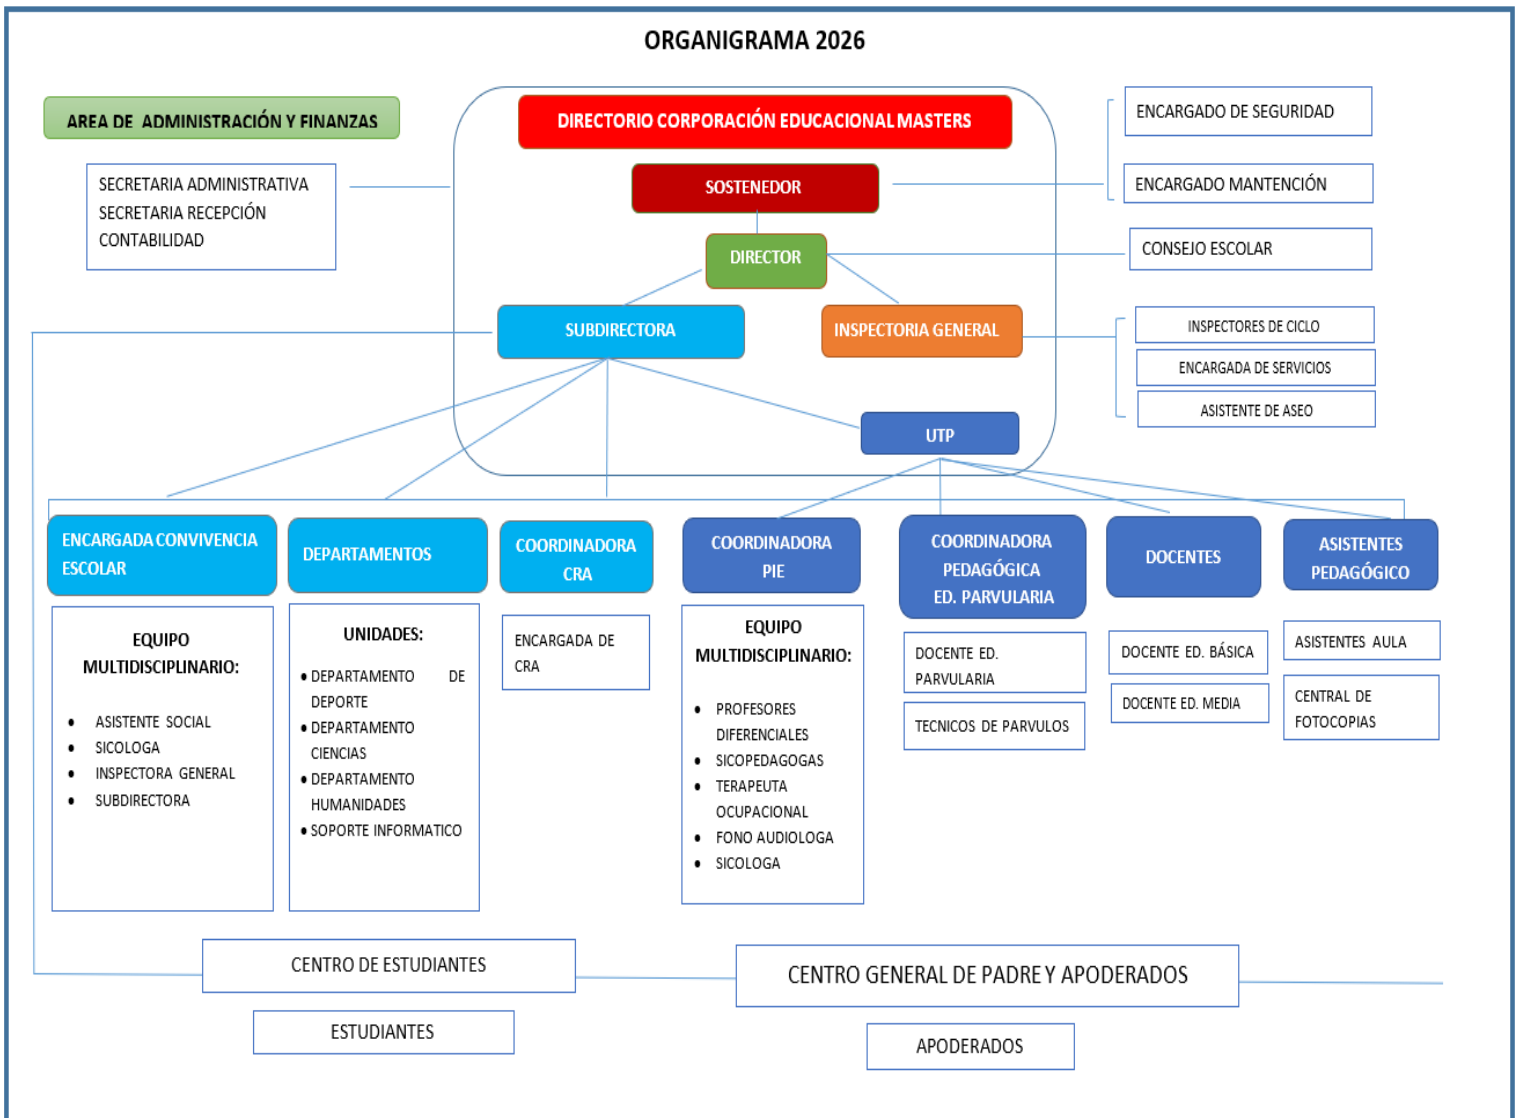 ORGANIGRAMA 2026
AREA DE ADMINISTRACIÓN Y FINANZAS
SECRETARIA ADMINISTRATIVA
SECRETARIA RECEPCIÓN
CONTABILIDAD
DIRECTORIO CORPORACIÓN EDUCACIONAL MASTERS
SOSTENEDOR
DIRECTOR
SUBDIRECTORA
INSPECTORIA GENERAL
UTP
ENCARGADO DE SEGURIDAD
ENCARGADO MANTENCIÓN
CONSEJO ESCOLAR
INSPECTORES DE CICLO
ENCARGADA DE SERVICIOS
ASISTENTE DE ASEO
ENCARGADA CONVIVENCIA
ESCOLAR
EQUIPO
MULTIDISCIPLINARIO:
• ASISTENTE SOCIAL
• SICOLOGA
• INSPECTORA GENERAL
• SUBDIRECTORA
DEPARTAMENTOS
UNIDADES:
• DEPARTAMENTO DE
DEPORTE
• DEPARTAMENTO
CIENCIAS
• DEPARTAMENTO
HUMANIDADES
• SOPORTE INFORMATICO
COORDINADORA
CRA
ENCARGADA DE
CRA
COORDINADORA
PIE
EQUIPO
MULTIDISCIPLINARIO:
• PROFESORES
DIFERENCIALES
• SICOPEDAGOGAS
• TERAPEUTA
OCUPACIONAL
• FONO AUDIOLOGA
• SICOLOGA
COORDINADORA
PEDAGÓGICA
ED. PARVULARIA
DOCENTE ED.
PARVULARIA
TECNICOS DE PARVULOS
DOCENTES
DOCENTE ED. BÁSICA
DOCENTE ED. MEDIA
ASISTENTES
PEDAGÓGICO
ASISTENTES AULA
CENTRAL DE
FOTOCOPIAS
CENTRO DE ESTUDIANTES
ESTUDIANTES
CENTRO GENERAL DE PADRE Y APODERADOS
APODERADOS